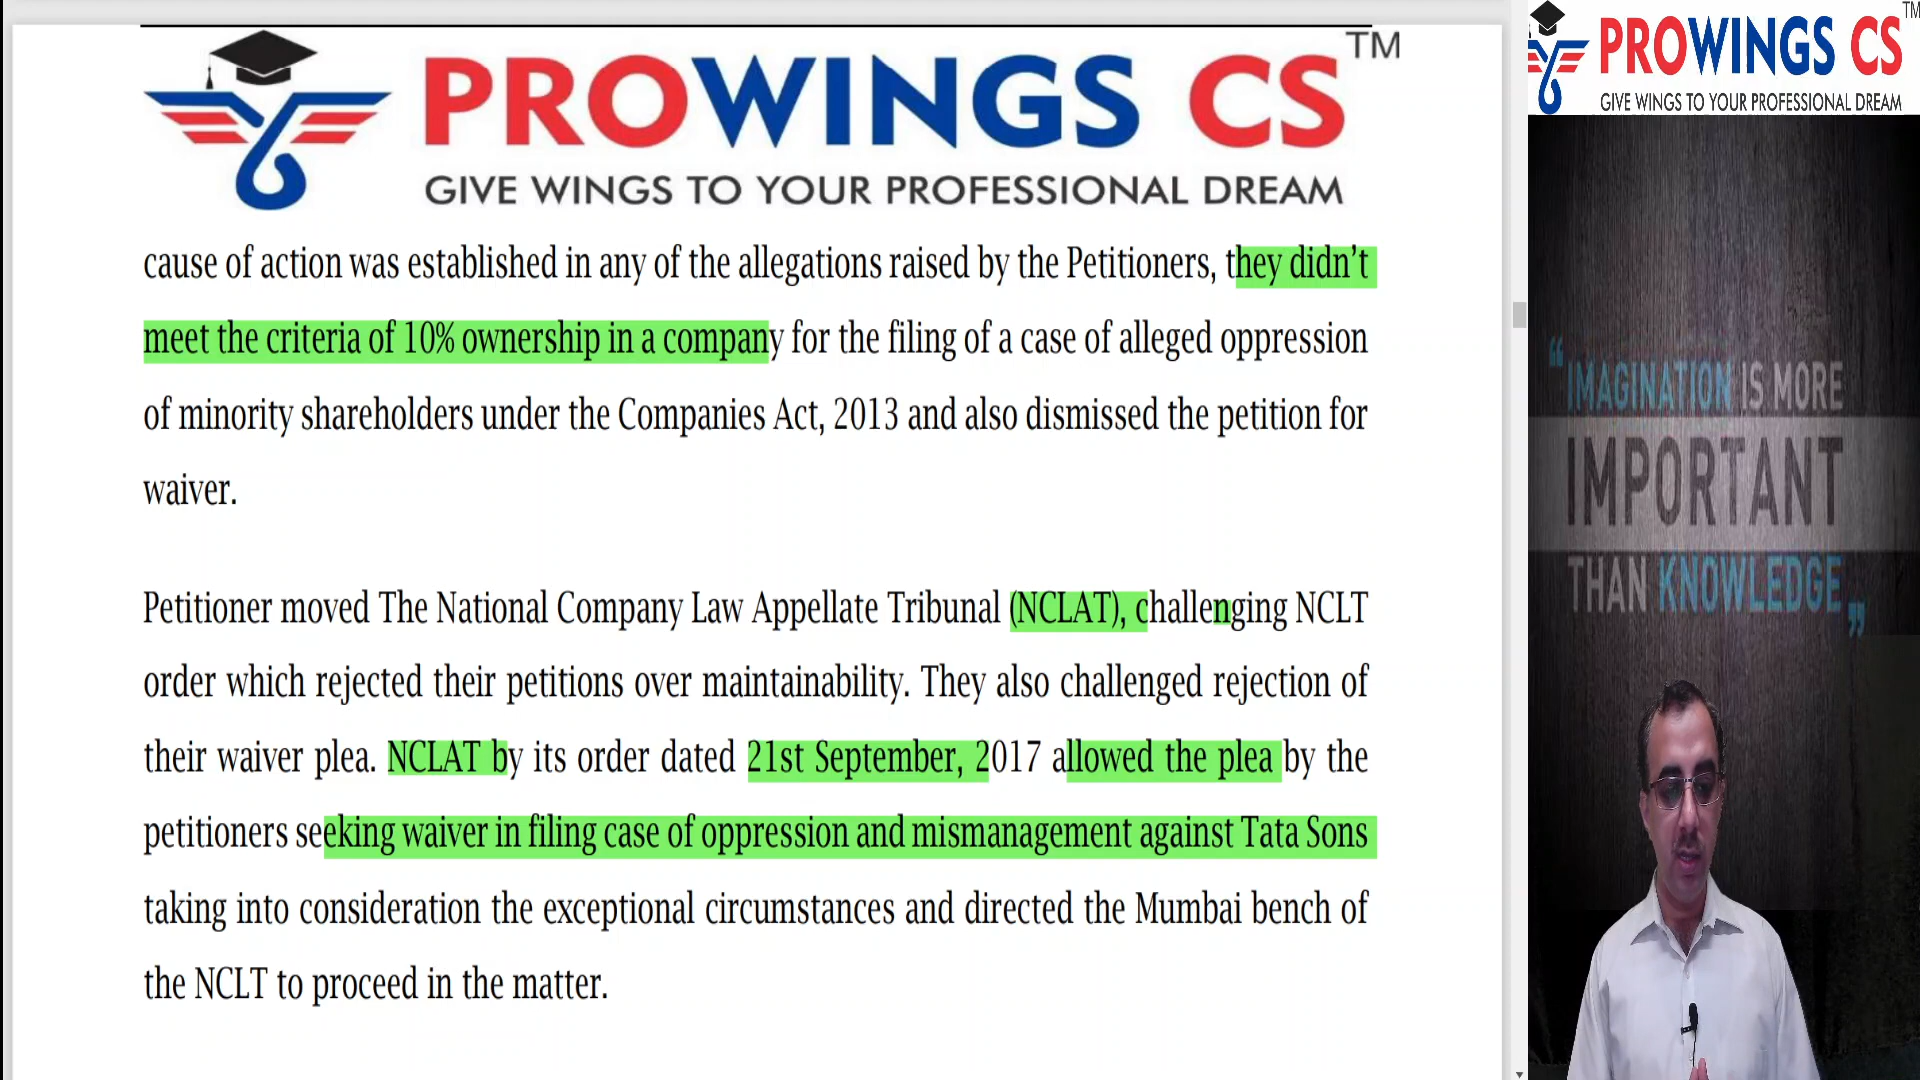 PROWINGS CS™
GIVE WINGS TO YOUR PROFESSIONAL DREAM
cause of action was established in any of the allegations raised by the Petitioners, they didn’t
meet the criteria of 10% ownership in a company for the filing of a case of alleged oppression
of minority shareholders under the Companies Act, 2013 and also dismissed the petition for
waiver.
Petitioner moved The National Company Law Appellate Tribunal (NCLAT), challenging NCLT
order which rejected their petitions over maintainability. They also challenged rejection of
their waiver plea. NCLAT by its order dated 21st September, 2017 allowed the plea by the
petitioners seeking waiver in filing case of oppression and mismanagement against Tata Sons
taking into consideration the exceptional circumstances and directed the Mumbai bench of
the NCLT to proceed in the matter.
PROWINGS CS™
GIVE WINGS TO YOUR PROFESSIONAL DREAM
“IMAGINATION IS MORE
IMPORTANT
THAN KNOWLEDGE”